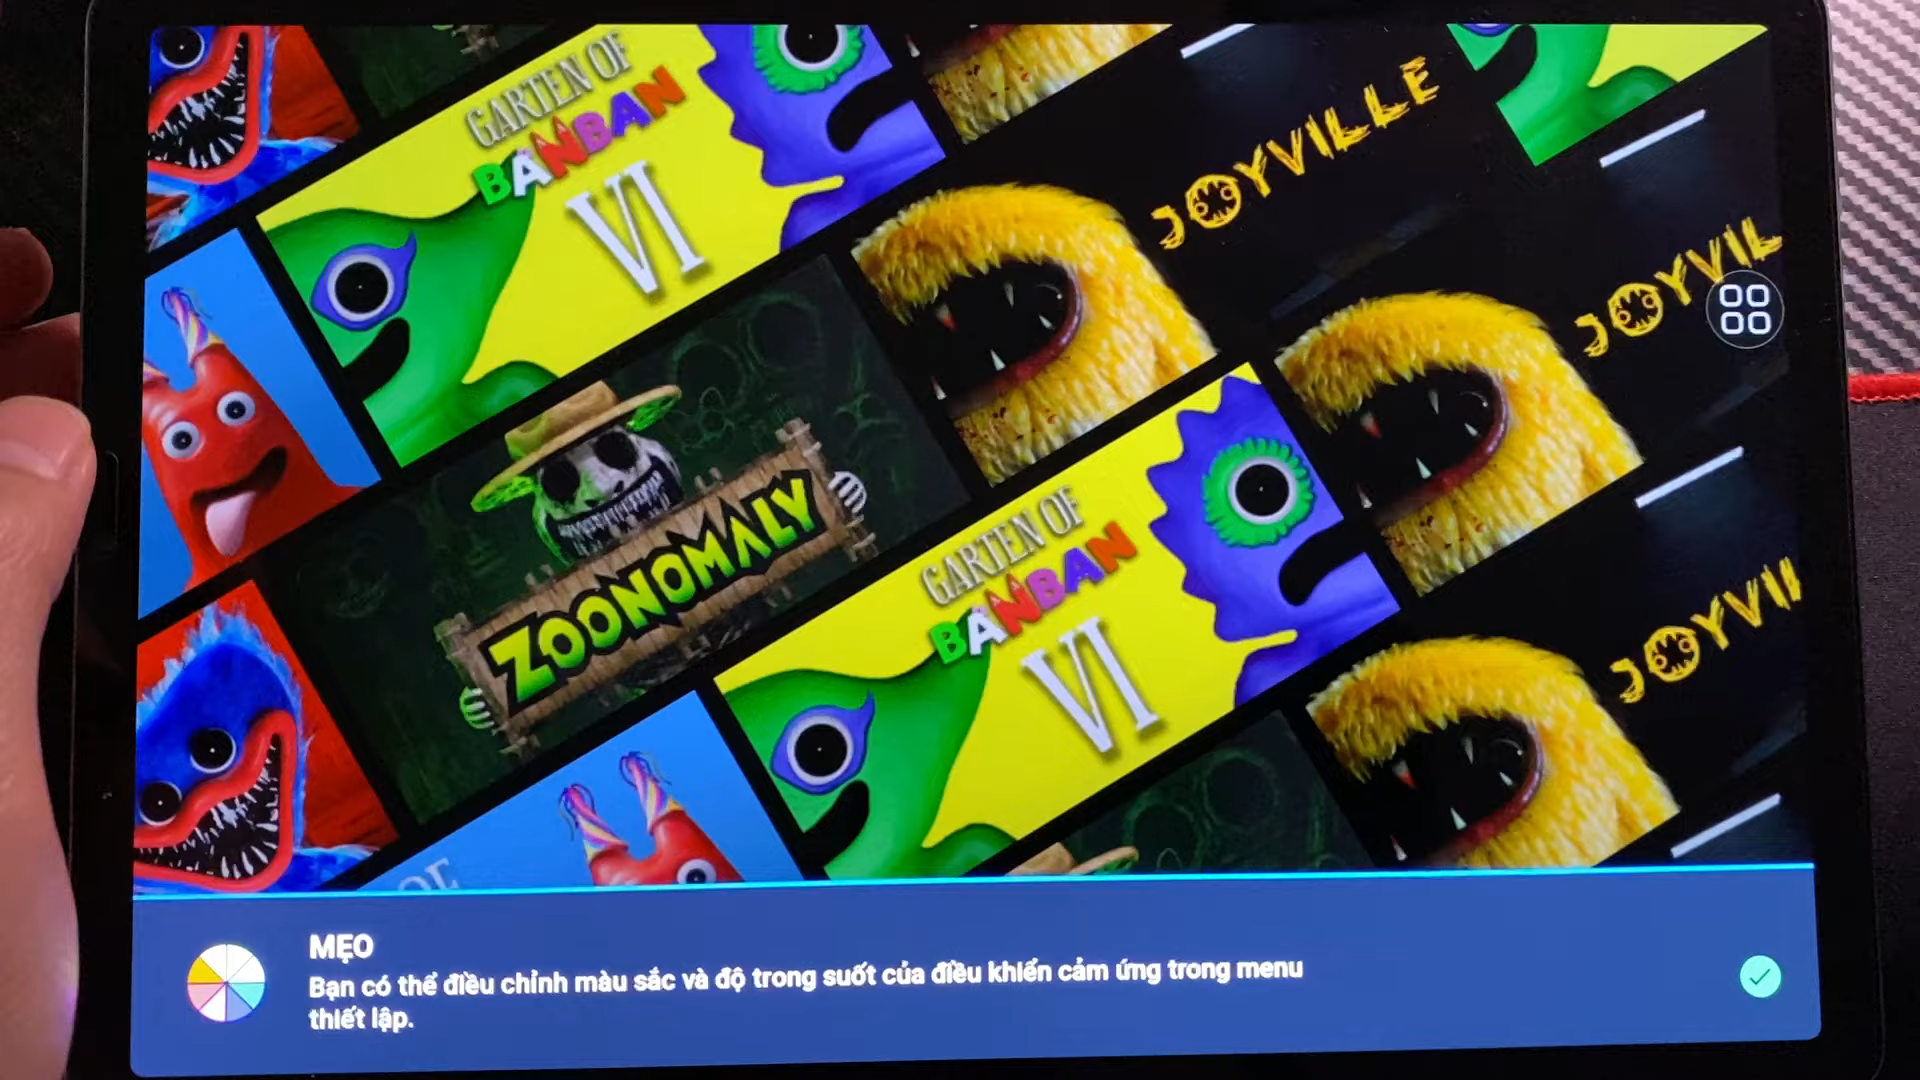 GARTEN OF
BANBAN
VI
JOYVILLE
JOYVIL
ZOONOMALY
GARTEN OF
BANBAN
VI
JOYVIL
OF
MẸO
Bạn có thể điều chỉnh màu sắc và độ trong suốt của điều khiển cảm ứng trong menu
thiết lập.